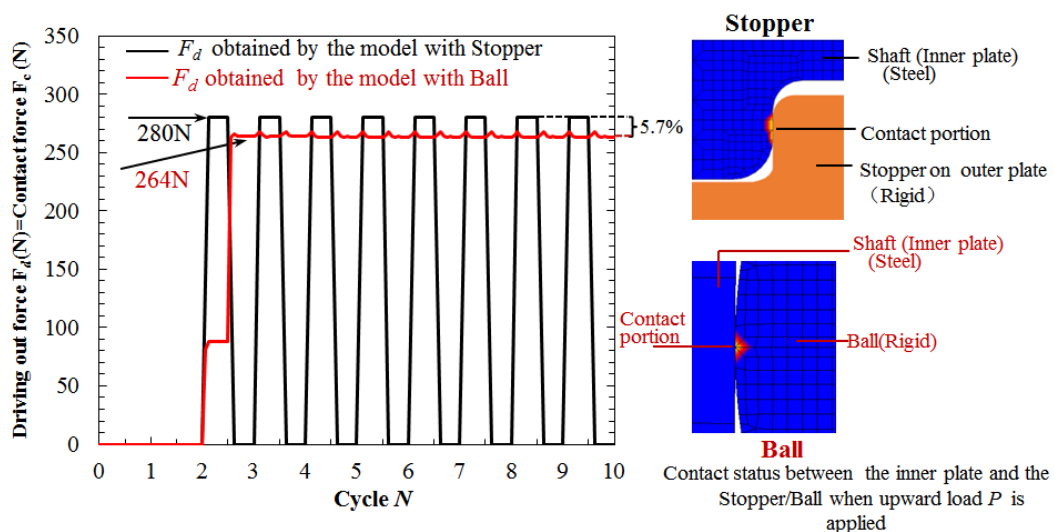 Driving out force F_d(N)=Contact force F_c (N)
350
300
250
200
150
100
50
0
F_d obtained by the model with Stopper
F_d obtained by the model with Ball
280N
264N
5.7%
0 1 2 3 4 5 6 7 8 9 10
Cycle N
Stopper
Shaft (Inner plate)
(Steel)
Contact portion
Stopper on outer plate
（Rigid）
Shaft (Inner plate)
(Steel)
Contact
portion
Ball(Rigid)
Ball
Contact status between the inner plate and the
Stopper/Ball when upward load P is
applied